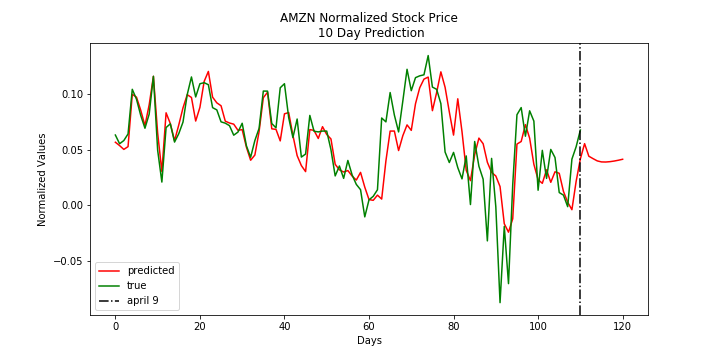 AMZN Normalized Stock Price
10 Day Prediction
Normalized Values
0.10
0.05
0.00
−0.05
predicted
true
april 9
0 20 40 60 80 100 120
Days